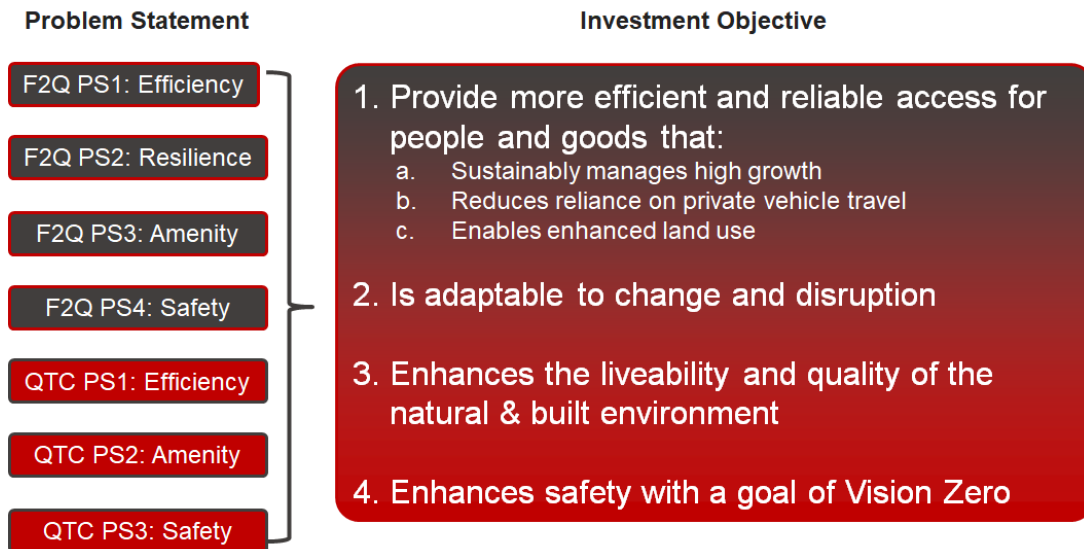 Problem Statement
F2Q PS1: Efficiency
F2Q PS2: Resilience
F2Q PS3: Amenity
F2Q PS4: Safety
QTC PS1: Efficiency
QTC PS2: Amenity
QTC PS3: Safety
Investment Objective
1. Provide more efficient and reliable access for
people and goods that:
a. Sustainably manages high growth
b. Reduces reliance on private vehicle travel
c. Enables enhanced land use
2. Is adaptable to change and disruption
3. Enhances the liveability and quality of the
natural & built environment
4. Enhances safety with a goal of Vision Zero